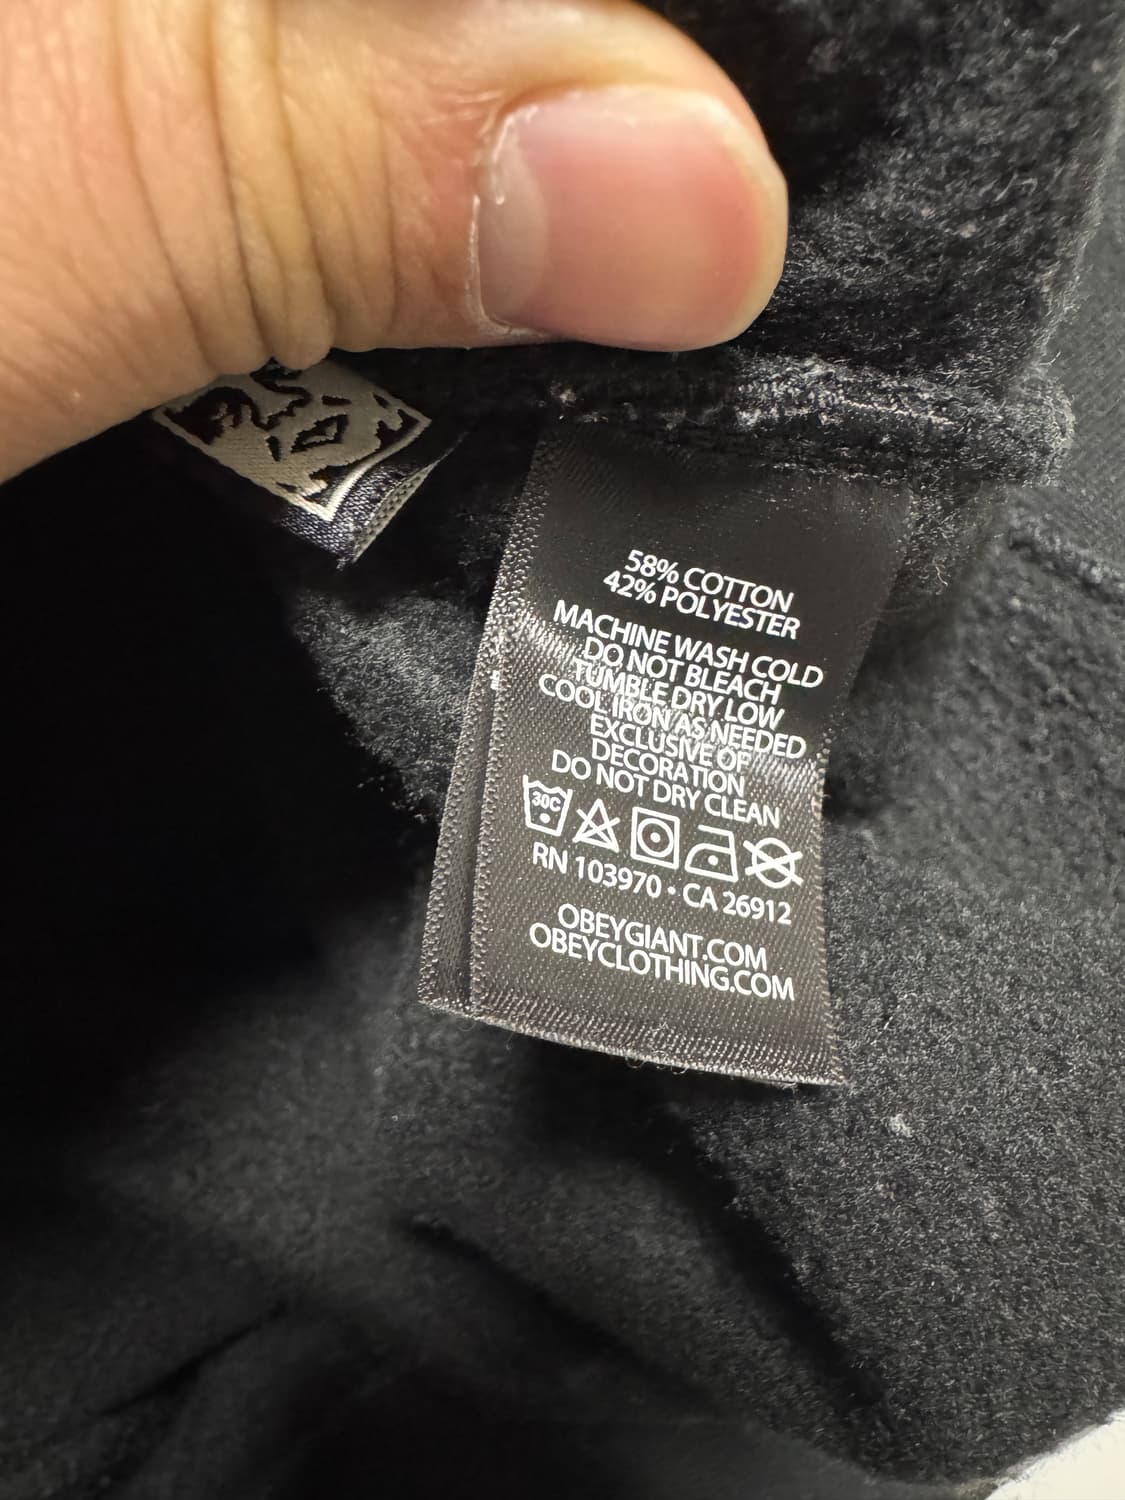 58% COTTON
42% POLYESTER
MACHINE WASH COLD
DO NOT BLEACH
TUMBLE DRY LOW
COOL IRON AS NEEDED
EXCLUSIVE OF
DECORATION
DO NOT DRY CLEAN
30C
RN 103970 • CA 26912
OBEYGIANT.COM
OBEYCLOTHING.COM